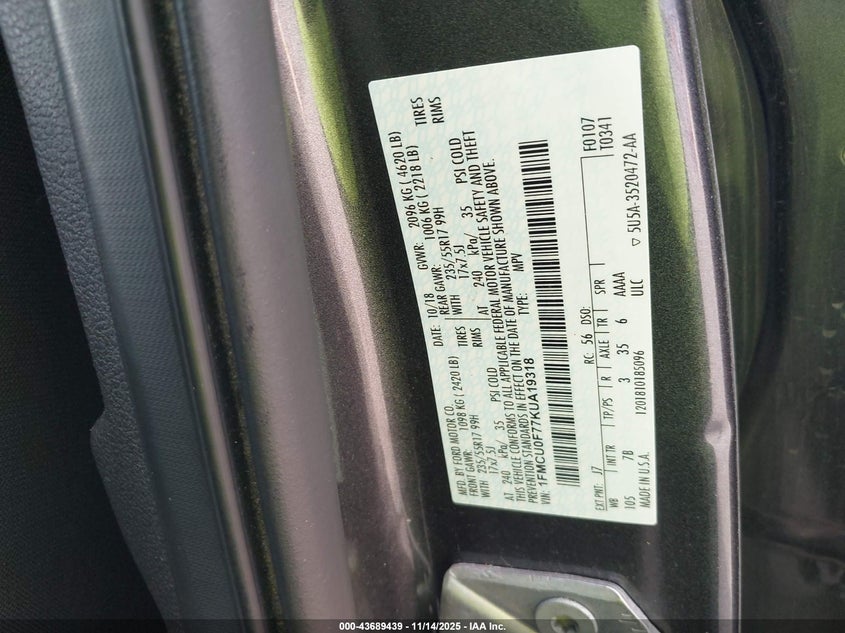 MFD. BY FORD MOTOR CO. DATE: 10/18 GVWR: 2096 KG ( 4620 LB)
FRONT GAWR: 1098 KG ( 2420 LB) REAR GAWR: 1006 KG ( 2218 LB)
WITH 235/55R17 99H TIRES WITH 235/55R17 99H TIRES
17x7.5J RIMS 17x7.5J RIMS
AT 240 kPa/ 35 PSI COLD AT 240 kPa/ 35 PSI COLD
THIS VEHICLE CONFORMS TO ALL APPLICABLE FEDERAL MOTOR VEHICLE SAFETY AND THEFT
PREVENTION STANDARDS IN EFFECT ON THE DATE OF MANUFACTURE SHOWN ABOVE.
VIN: 1FMCU0F77KUA19318 TYPE: MPV
EXT PNT: J7 RC: 56 DSO: F0107
WB INT TR TP/PS R AXLE TR SPR T0341
105 7B 3 35 6 AAAA
1201810185096 ULC
MADE IN U.S.A. 5U5A-3520472-AA
000-43689439 - 11/14/2025 - IAA Inc.